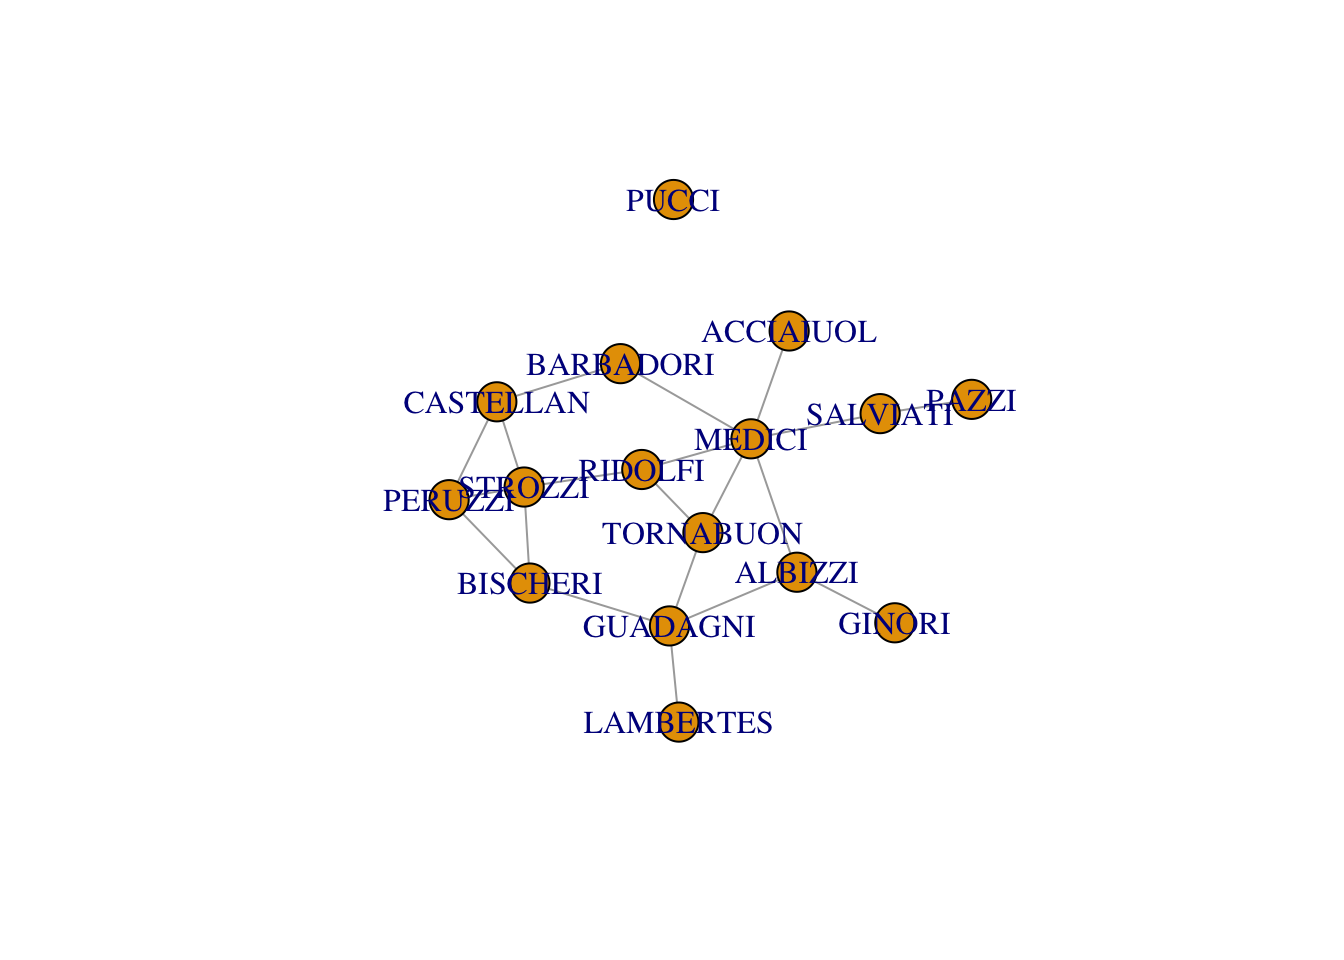 PUCCI
ACCIAIUOL
BARBADORI
CASTELLAN
PAZZI
SALVIATI
MEDICI
RIDOLFI
STROZZI
PERUZZI
TORNABUON
ALBIZZI
BISCHERI
GINORI
GUADAGNI
LAMBERTES